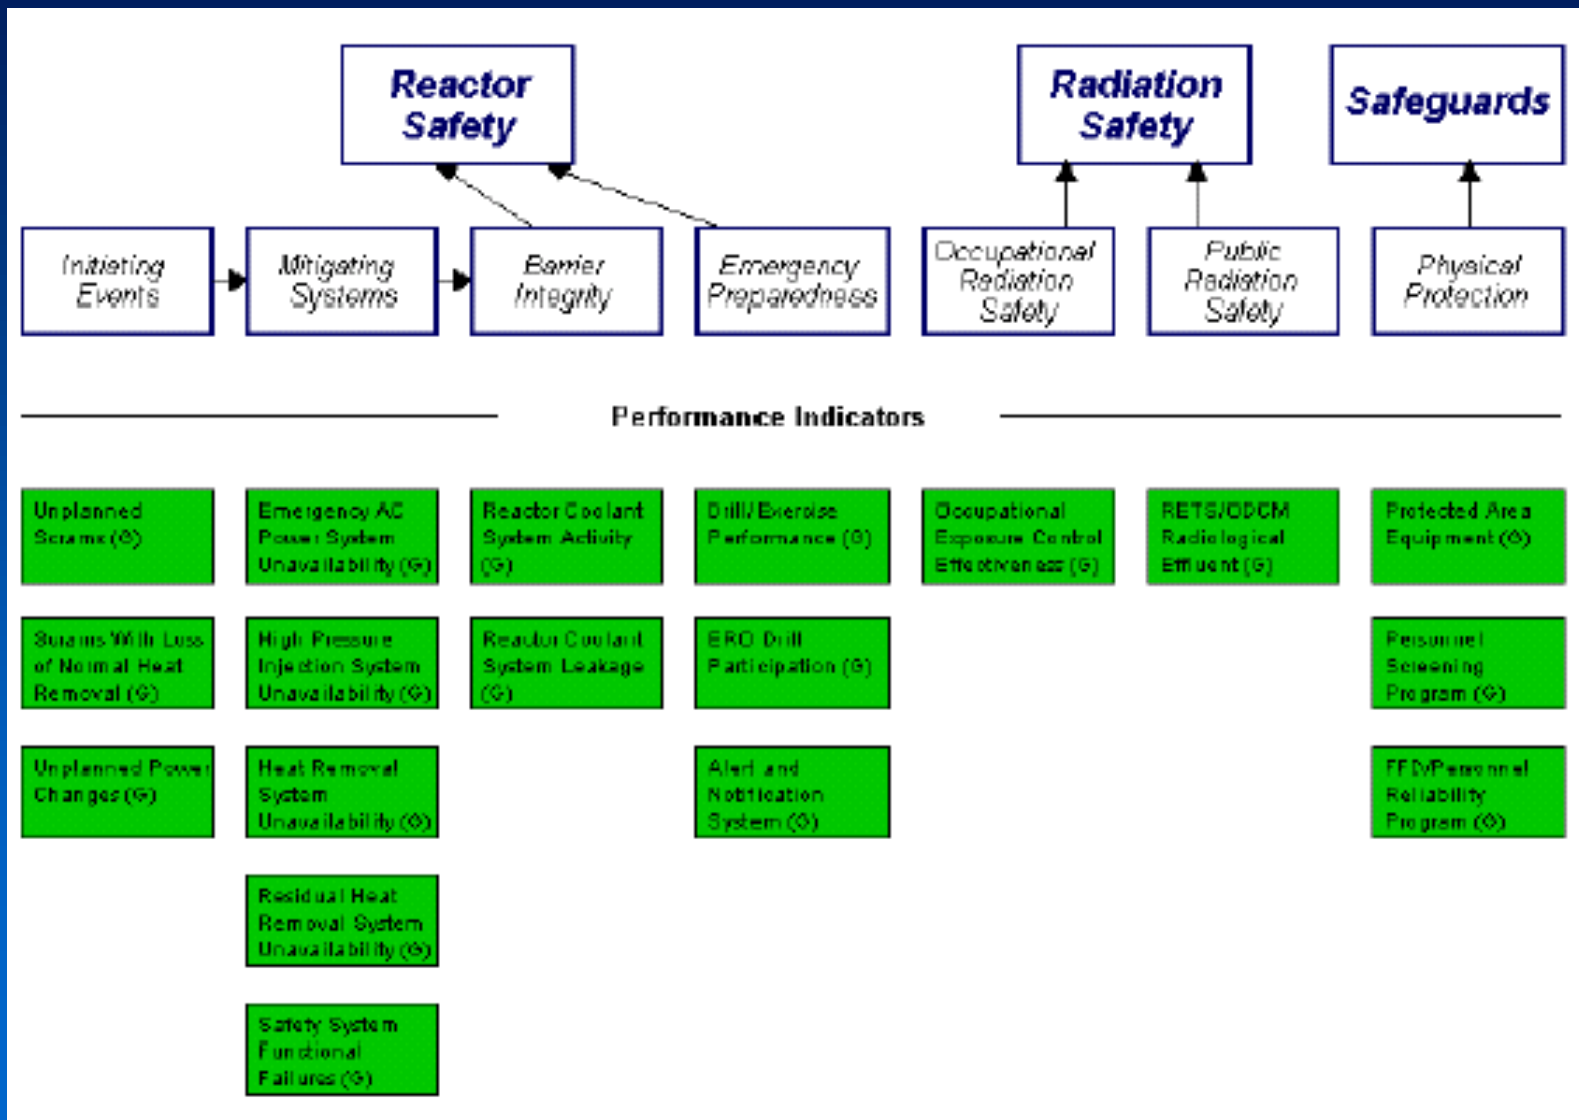 Reactor
Safety
Radiation
Safety
Safeguards
Initiating
Events
Mitigating
Systems
Barrier
Integrity
Emergency
Preparedness
Occupational
Radiation
Safety
Public
Radiation
Safety
Physical
Protection
Performance Indicators
Unplanned
Scrams (G)
Emergency AC
Power System
Unavailability (G)
Reactor Coolant
System Activity
(G)
Drill/Exercise
Performance (G)
Occupational
Exposure Control
Effectiveness (G)
RETS/ODCM
Radiological
Effluent (G)
Protected Area
Equipment (G)
Scrams With Loss
of Normal Heat
Removal (G)
High Pressure
Injection System
Unavailability (G)
Reactor Coolant
System Leakage
(G)
ERO Drill
Participation (G)
Personnel
Screening
Program (G)
Unplanned Power
Changes (G)
Heat Removal
System
Unavailability (G)
Alert and
Notification
System (G)
FFD/Personnel
Reliability
Program (G)
Residual Heat
Removal System
Unavailability (G)
Safety System
Functional
Failures (G)